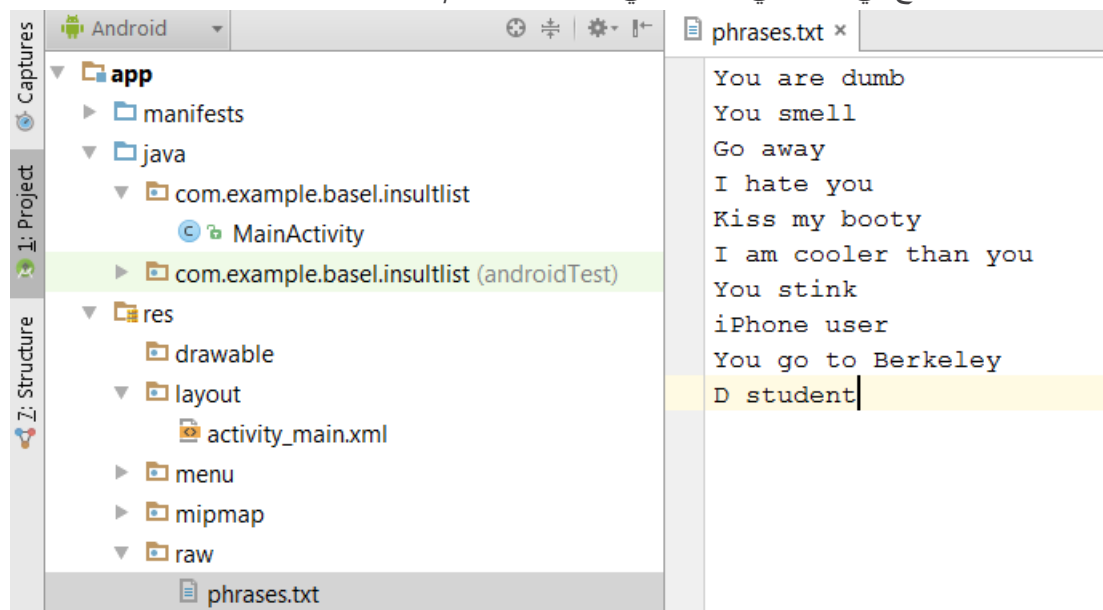 Captures
1: Project
7: Structure
Android
app
manifests
java
com.example.basel.insultlist
MainActivity
com.example.basel.insultlist (androidTest)
res
drawable
layout
activity_main.xml
menu
mipmap
raw
phrases.txt
phrases.txt ×
You are dumb
You smell
Go away
I hate you
Kiss my booty
I am cooler than you
You stink
iPhone user
You go to Berkeley
D student